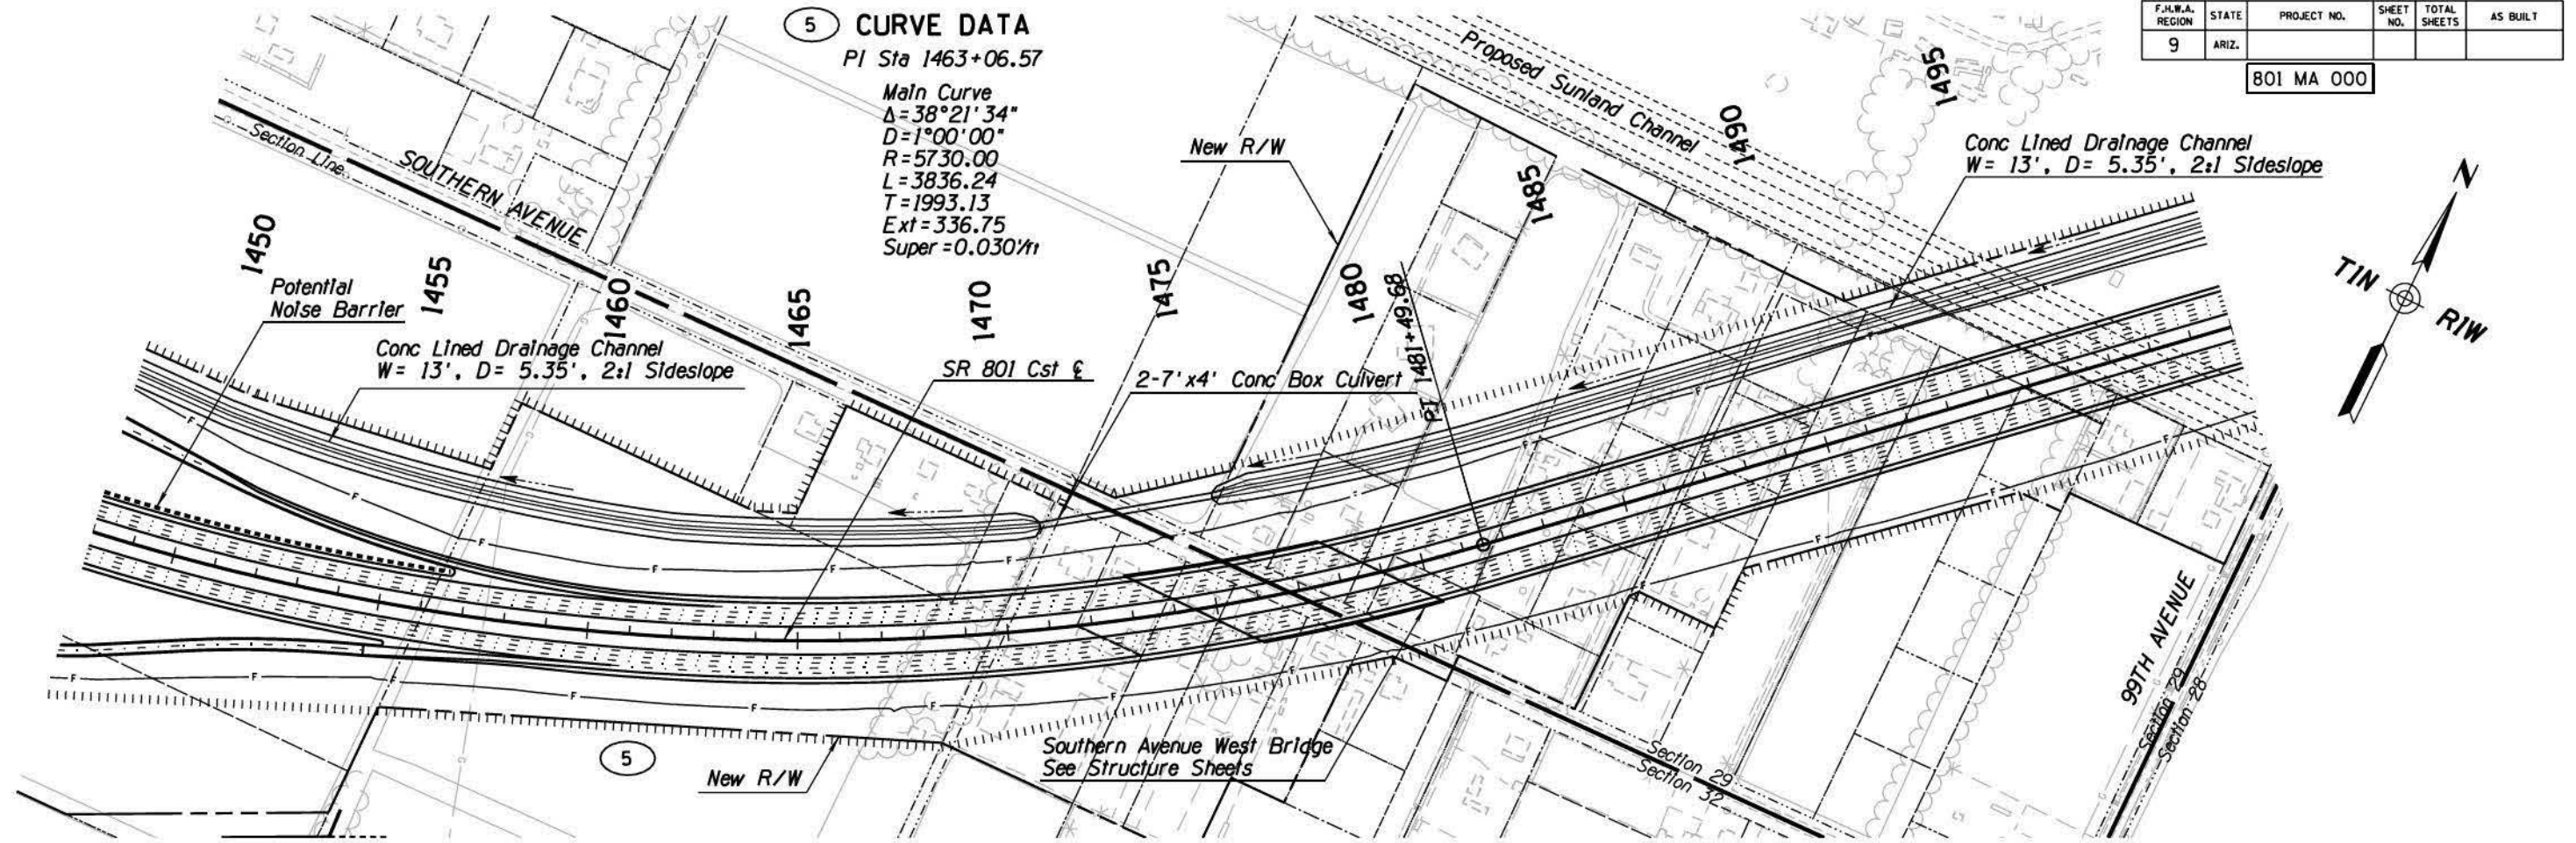 5 CURVE DATA
PI Sta 1463+06.57
Main Curve
Δ=38°21'34"
D=1°00'00"
R=5730.00
L=3836.24
T=1993.13
Ext=336.75
Super=0.030'/ft
F.H.W.A. REGION
STATE
PROJECT NO.
SHEET NO.
TOTAL SHEETS
AS BUILT
9
ARIZ.
801 MA 000
Section Line
SOUTHERN AVENUE
Proposed Sunland Channel
New R/W
Conc Lined Drainage Channel
W= 13', D= 5.35', 2:1 Sideslope
N
T1N
R1W
1450
1455
1460
1465
1470
1475
1480
1485
1490
1495
Potential
Noise Barrier
Conc Lined Drainage Channel
W= 13', D= 5.35', 2:1 Sideslope
SR 801 Cst ℄
2-7'x4' Conc Box Culvert
PT 1481+49.68
99TH AVENUE
Section 29
Section 28
5
New R/W
Southern Avenue West Bridge
See Structure Sheets
Section 29
Section 32